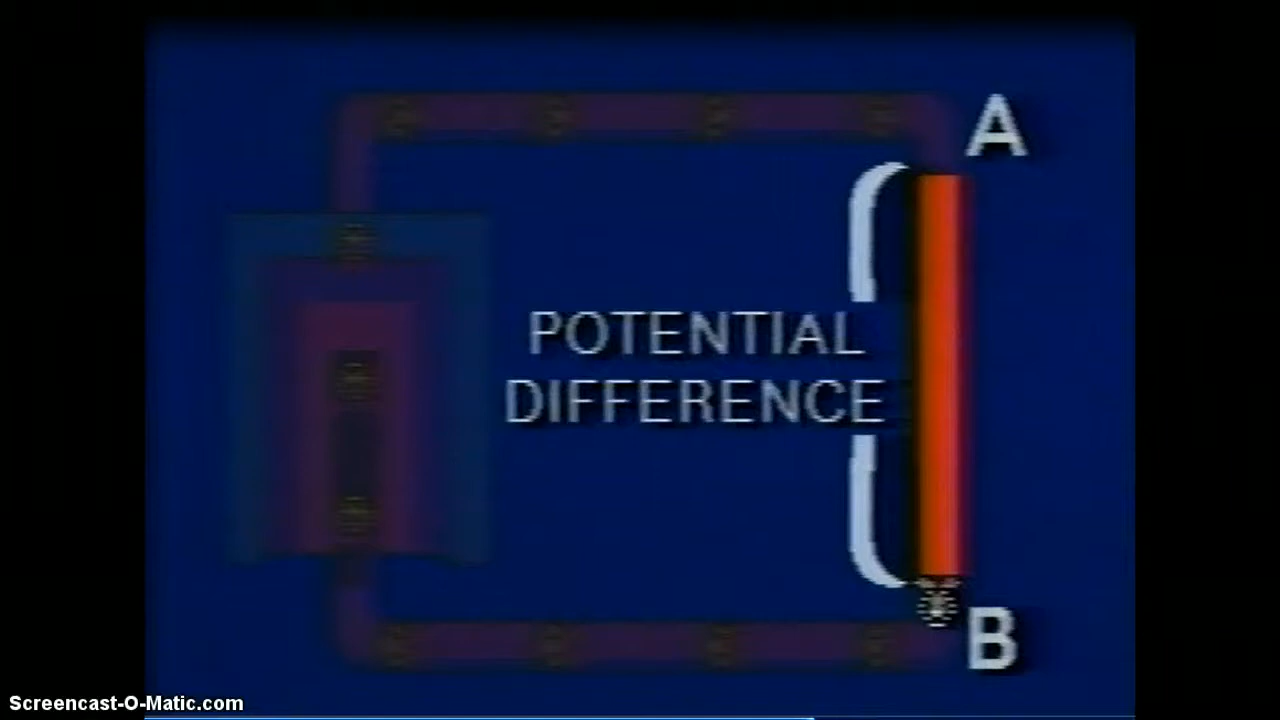 A
POTENTIAL
DIFFERENCE
B
Screencast-O-Matic.com